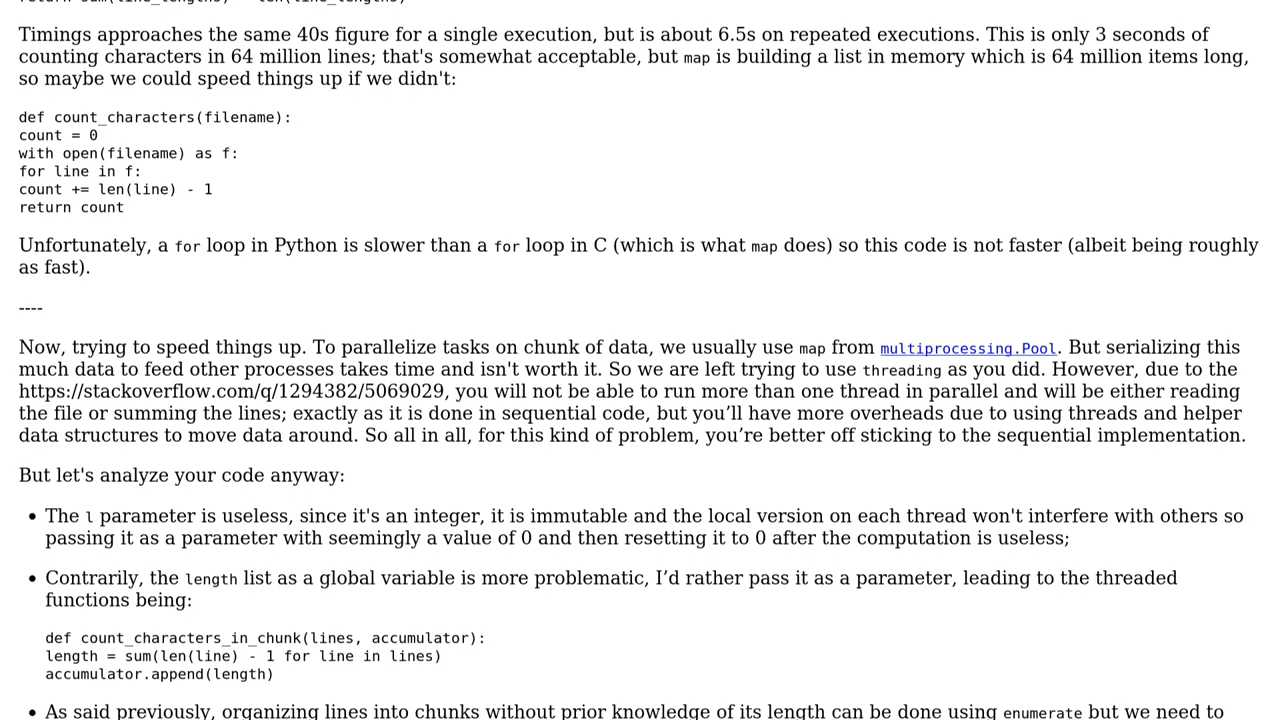 return sum(line_lengths) - len(line_lengths)
Timings approaches the same 40s figure for a single execution, but is about 6.5s on repeated executions. This is only 3 seconds of
counting characters in 64 million lines; that's somewhat acceptable, but map is building a list in memory which is 64 million items long,
so maybe we could speed things up if we didn't:
def count_characters(filename):
count = 0
with open(filename) as f:
for line in f:
count += len(line) - 1
return count
Unfortunately, a for loop in Python is slower than a for loop in C (which is what map does) so this code is not faster (albeit being roughly
as fast).
----
Now, trying to speed things up. To parallelize tasks on chunk of data, we usually use map from multiprocessing.Pool. But serializing this
much data to feed other processes takes time and isn't worth it. So we are left trying to use threading as you did. However, due to the
https://stackoverflow.com/q/1294382/5069029, you will not be able to run more than one thread in parallel and will be either reading
the file or summing the lines; exactly as it is done in sequential code, but you’ll have more overheads due to using threads and helper
data structures to move data around. So all in all, for this kind of problem, you’re better off sticking to the sequential implementation.
But let's analyze your code anyway:
• The l parameter is useless, since it's an integer, it is immutable and the local version on each thread won't interfere with others so
passing it as a parameter with seemingly a value of 0 and then resetting it to 0 after the computation is useless;
• Contrarily, the length list as a global variable is more problematic, I’d rather pass it as a parameter, leading to the threaded
functions being:
def count_characters_in_chunk(lines, accumulator):
length = sum(len(line) - 1 for line in lines)
accumulator.append(length)
• As said previously, organizing lines into chunks without prior knowledge of its length can be done using enumerate but we need to